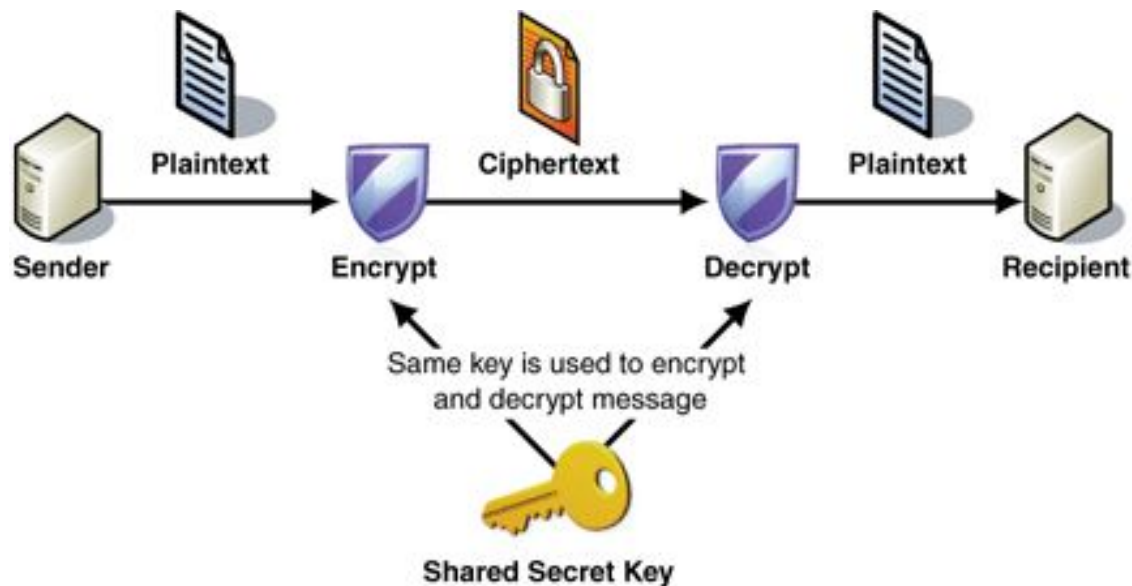 Plaintext
Ciphertext
Plaintext
Sender
Encrypt
Decrypt
Recipient
Same key is used to encrypt
and decrypt message
Shared Secret Key